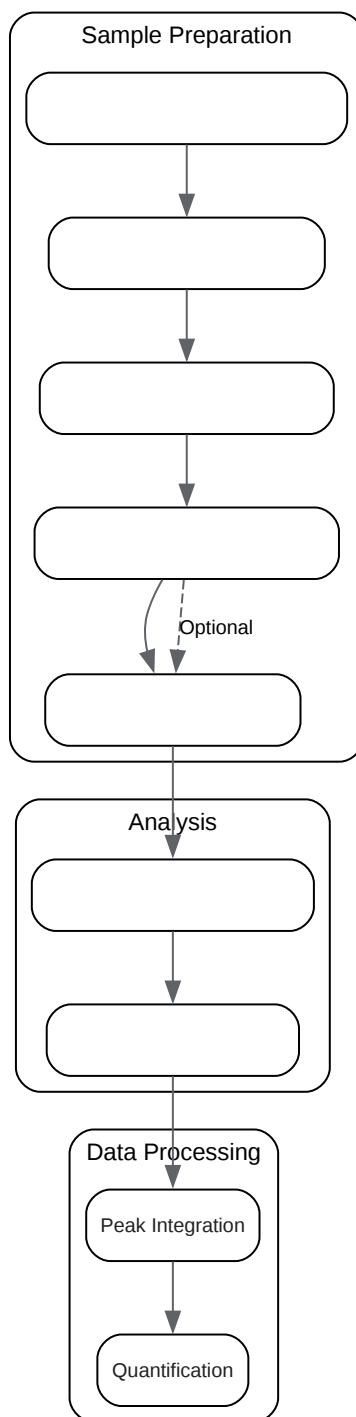 Sample Preparation
Optional
Analysis
Data Processing
Peak Integration
Quantification